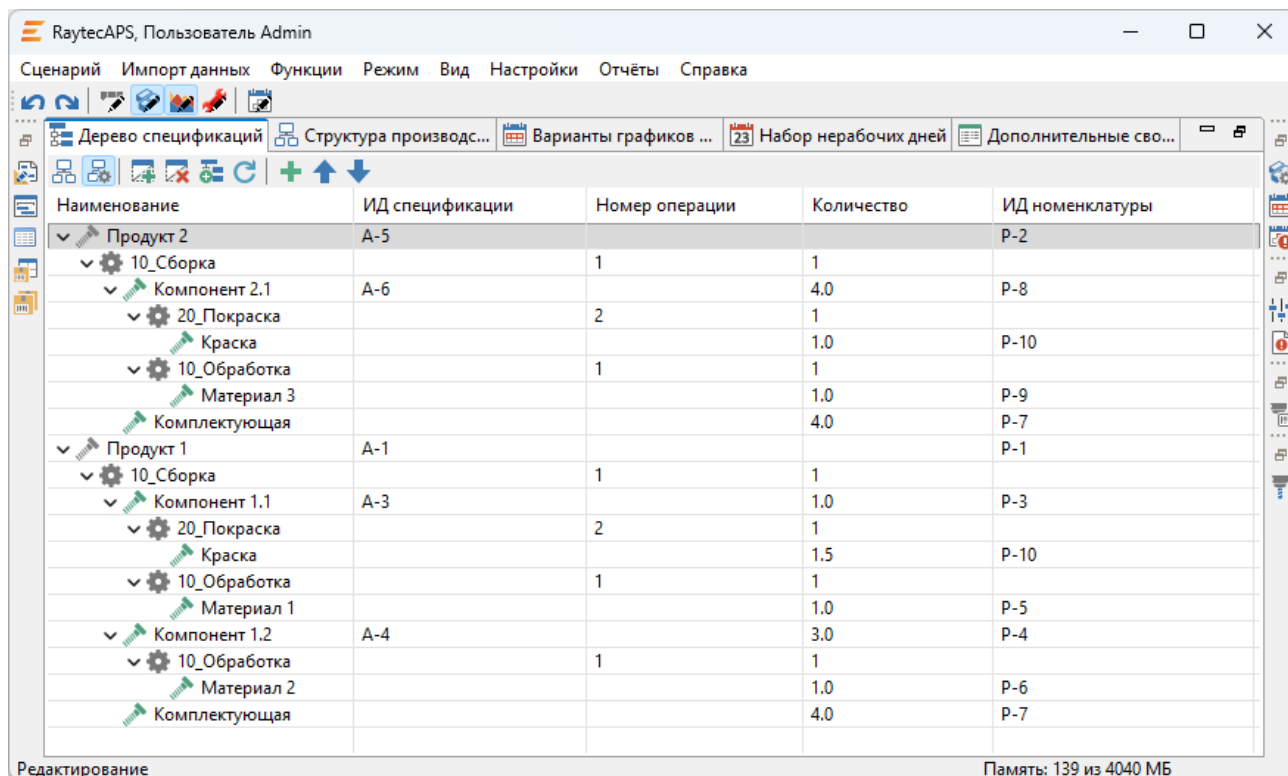 RaytecAPS, Пользователь Admin
Сценарий Импорт данных Функции Режим Вид Настройки Отчёты Справка
Дерево спецификаций Структура производс... Варианты графиков ... 23 Набор нерабочих дней Дополнительные сво...
Наименование ИД спецификации Номер операции Количество ИД номенклатуры
Продукт 2 A-5 P-2
10_Сборка 1 1
Компонент 2.1 A-6 4.0 P-8
20_Покраска 2 1
Краска 1.0 P-10
10_Обработка 1 1
Материал 3 1.0 P-9
Комплектующая 4.0 P-7
Продукт 1 A-1 P-1
10_Сборка 1 1
Компонент 1.1 A-3 1.0 P-3
20_Покраска 2 1
Краска 1.5 P-10
10_Обработка 1 1
Материал 1 1.0 P-5
Компонент 1.2 A-4 3.0 P-4
10_Обработка 1 1
Материал 2 1.0 P-6
Комплектующая 4.0 P-7
Редактирование Память: 139 из 4040 МБ